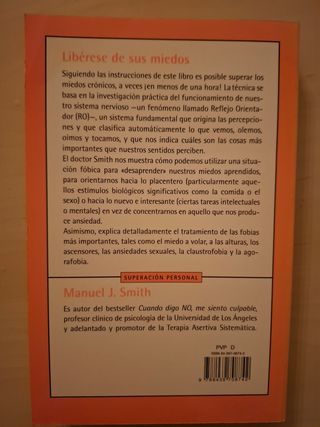 Libérese de sus miedos
Siguiendo las instrucciones de este libro es posible superar los
miedos crónicos, a veces ¡en menos de una hora! La técnica se
basa en la investigación práctica del funcionamiento de nues-
tro sistema nervioso —un fenómeno llamado Reflejo Orienta-
dor (RO)—, un sistema fundamental que origina las percepcio-
nes y que clasifica automáticamente lo que vemos, olemos,
oímos y tocamos, y que nos indica cuáles son las cosas más
importantes que nuestros sentidos perciben.
El doctor Smith nos muestra cómo podemos utilizar una situa-
ción fóbica para «desaprender» nuestros miedos aprendidos,
para orientarnos hacia lo placentero (particularmente aque-
llos estímulos biológicos significativos como la comida o el
sexo) o hacia lo nuevo e interesante (ciertas tareas intelectuales
o mentales) en vez de concentrarnos en aquello que nos produ-
ce ansiedad.
Asimismo, explica detalladamente el tratamiento de las fobias
más importantes, tales como el miedo a volar, a las alturas, los
ascensores, las ansiedades sexuales, la claustrofobia y la ago-
rafobia.
SUPERACIÓN PERSONAL
Manuel J. Smith
Es autor del bestseller Cuando digo NO, me siento culpable,
profesor clínico de psicología de la Universidad de Los Ángeles
y adelantado y promotor de la Terapia Asertiva Sistemática.
PVP D